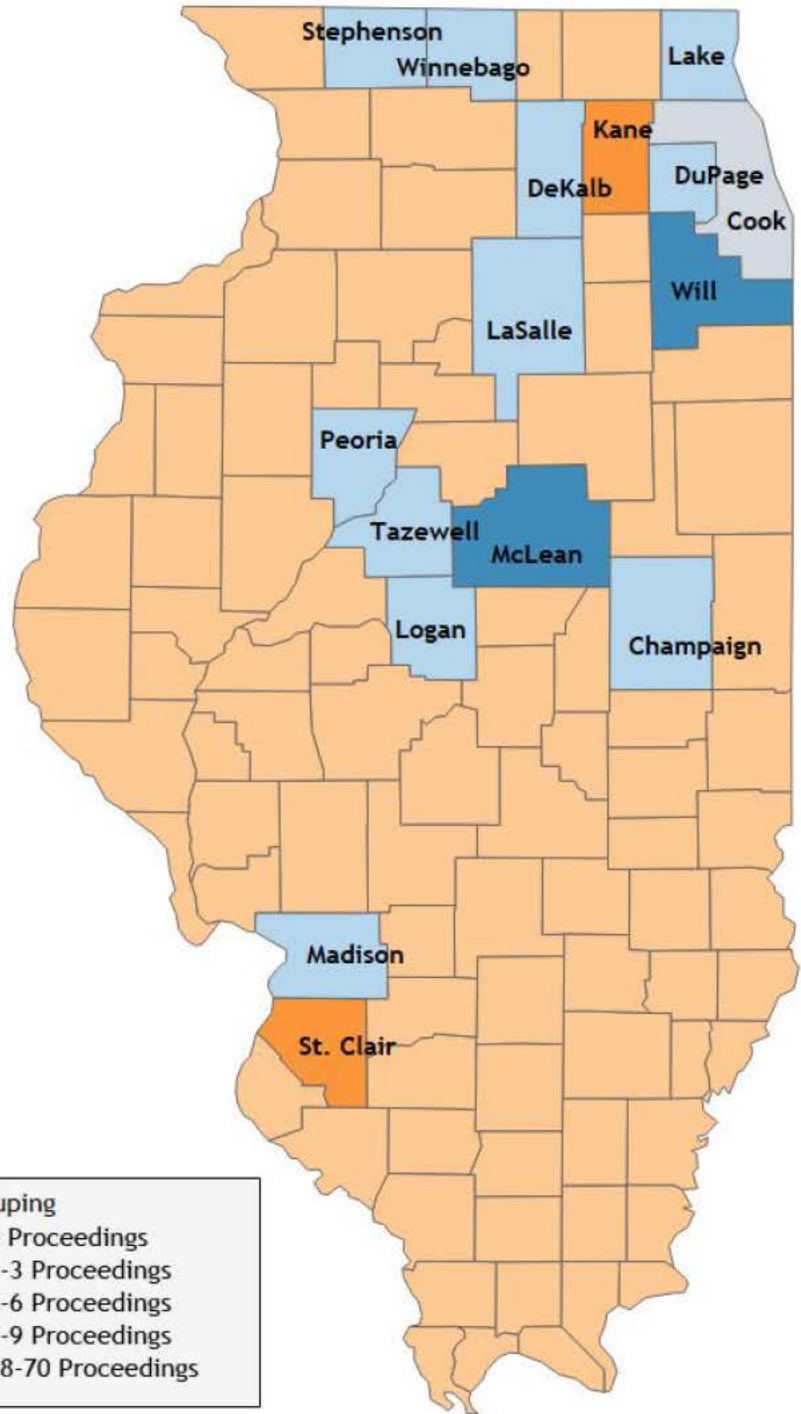 Stephenson
Winnebago
Lake
Kane
DeKalb
DuPage
Cook
Will
LaSalle
Peoria
Tazewell
McLean
Logan
Champaign
Madison
St. Clair
uping
Proceedings
-3 Proceedings
-6 Proceedings
-9 Proceedings
8-70 Proceedings